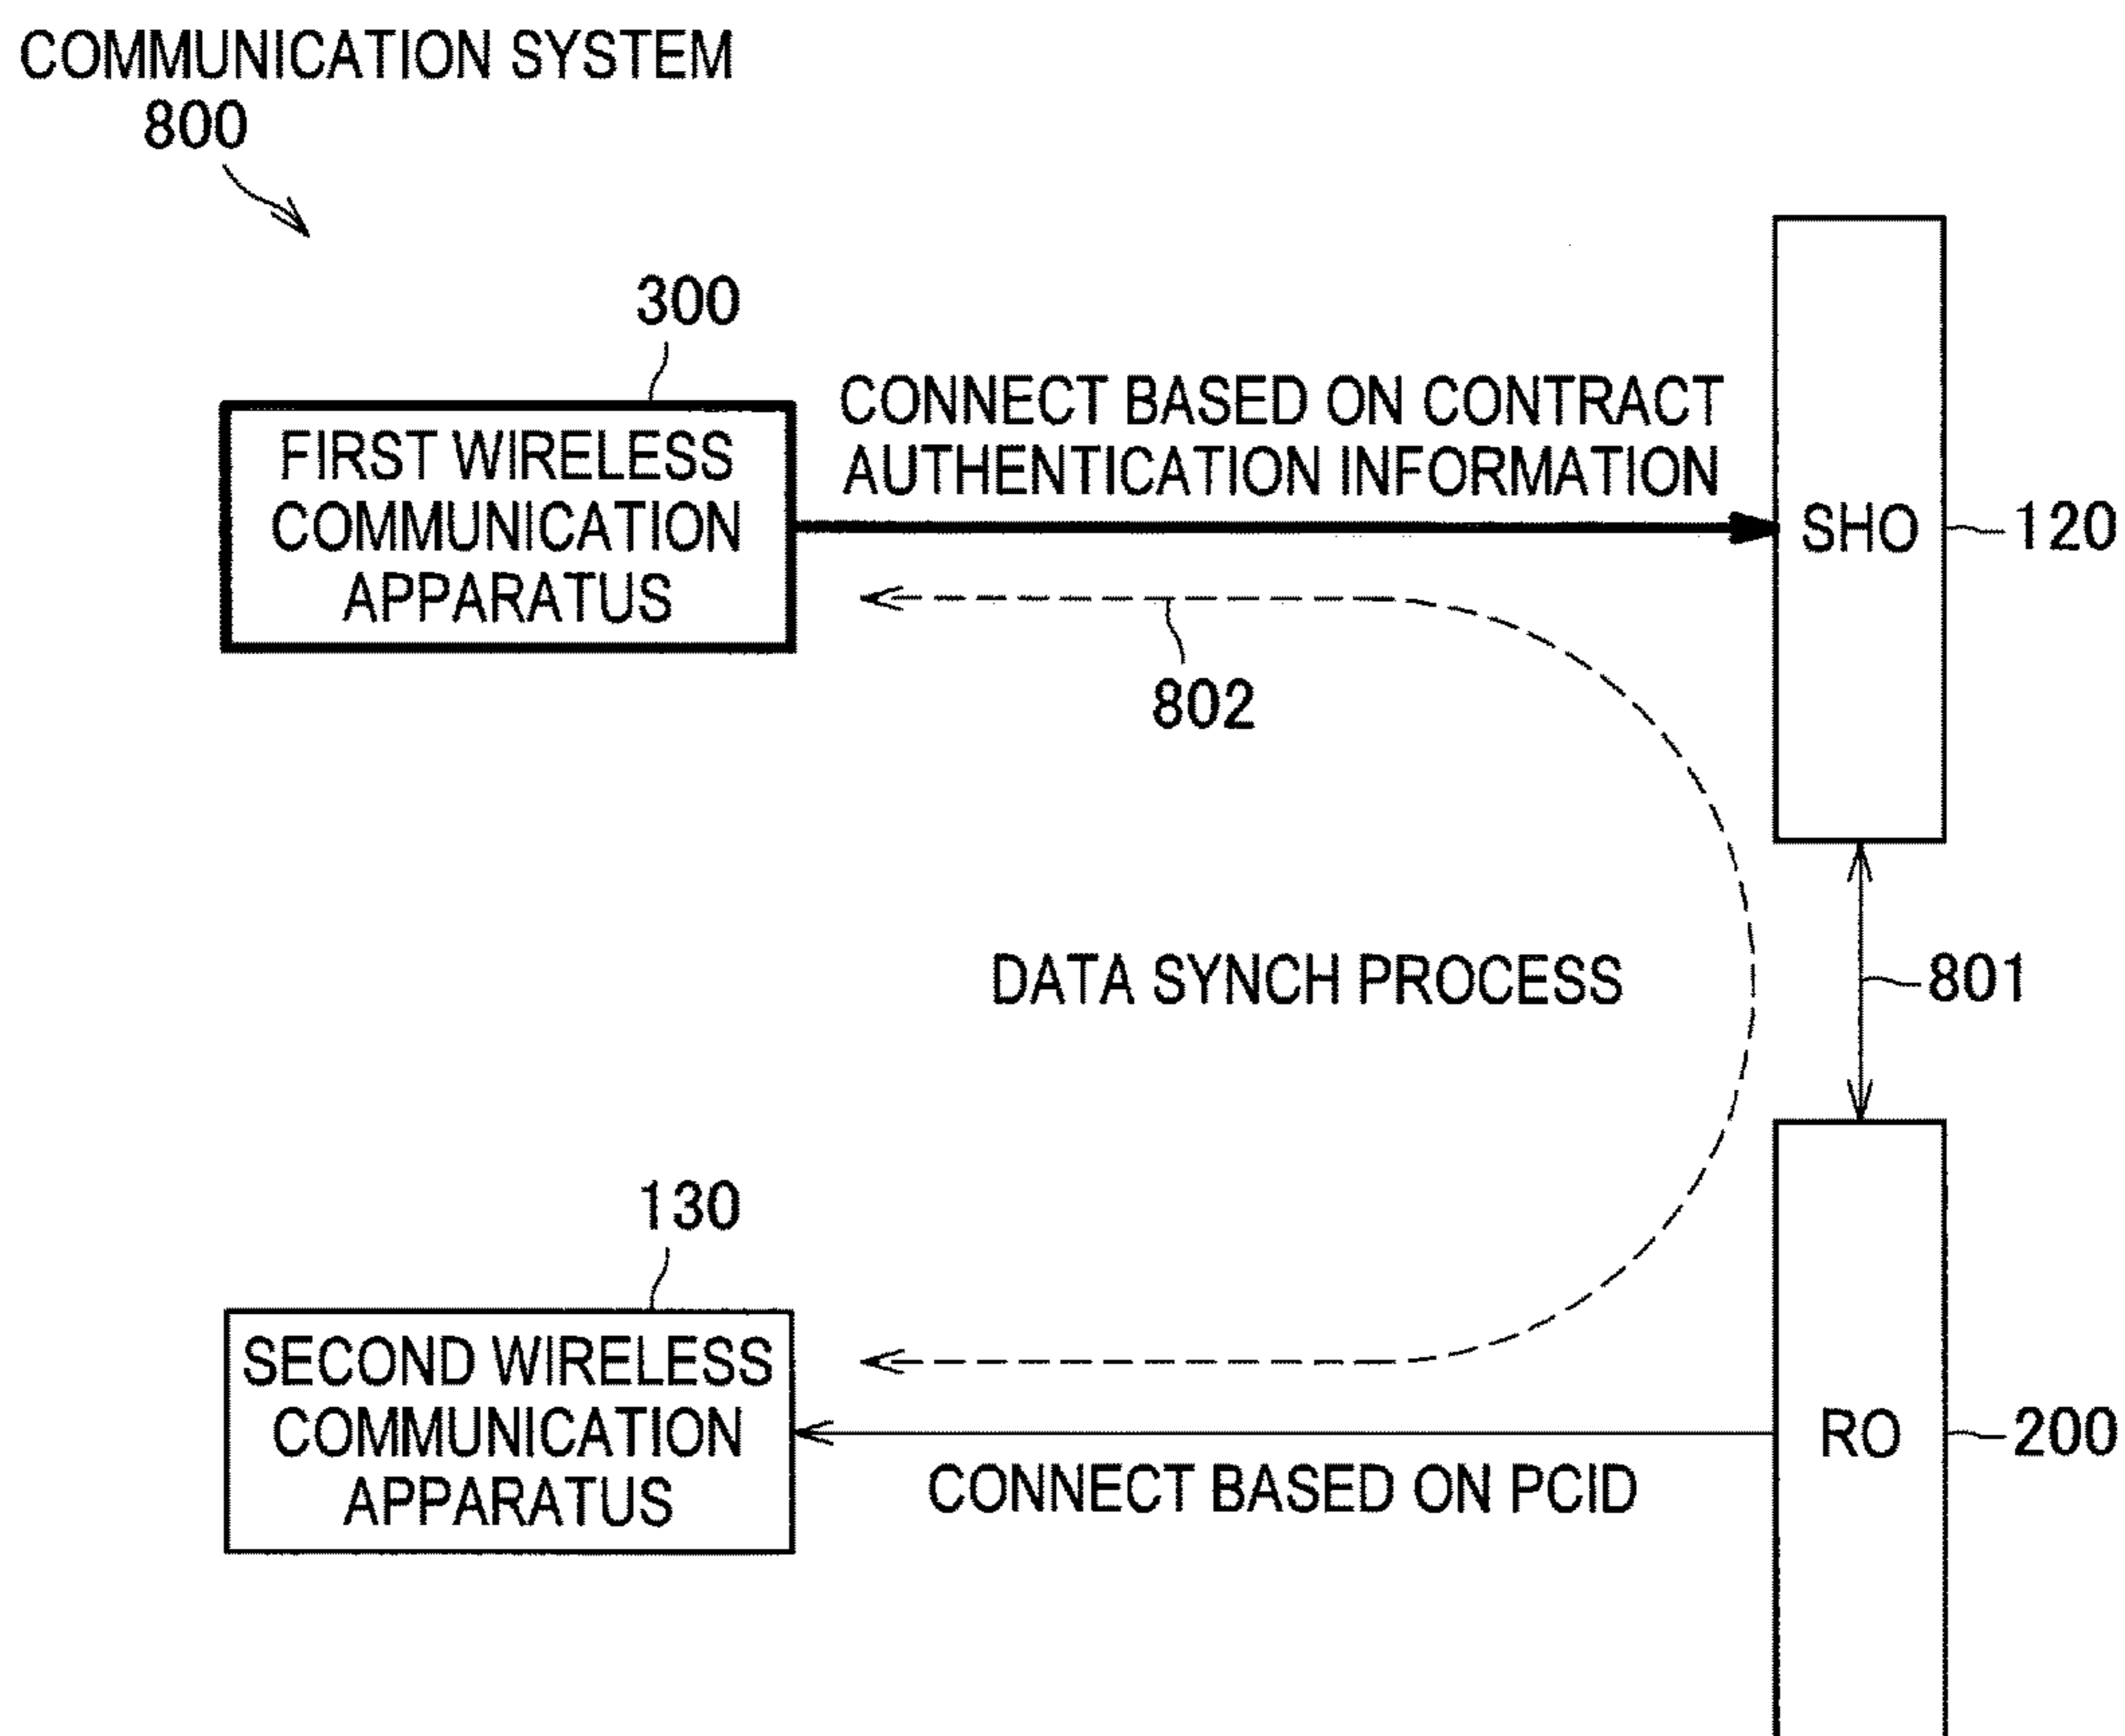 COMMUNICATION SYSTEM
800
300
FIRST WIRELESS
COMMUNICATION
APPARATUS
CONNECT BASED ON CONTRACT
AUTHENTICATION INFORMATION
SHO
120
802
DATA SYNCH PROCESS
801
130
SECOND WIRELESS
COMMUNICATION
APPARATUS
RO
200
CONNECT BASED ON PCID